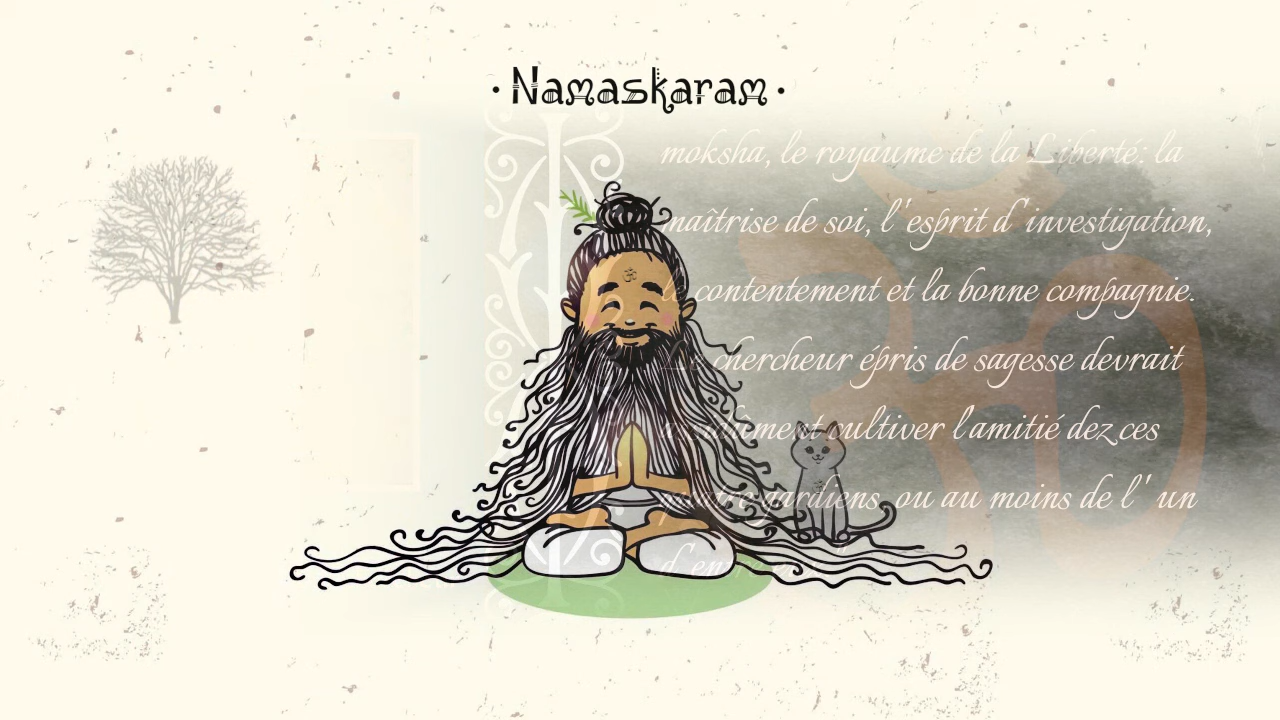 · Namaskaram ·
moksha, le royaume de la Liberté: la
maîtrise de soi, l'esprit d'investigation,
le contentement et la bonne compagnie.
chercheur épris de sagesse devrait
cultiver l'amitié dez ces
gardiens, ou au moins de l' un